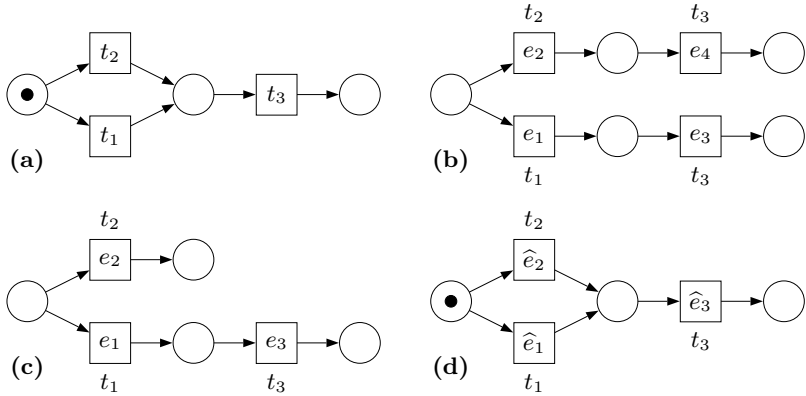 t₂
t₁
t₃
(a)
t₂ t₃
e₂ e₄
e₁ e₃
t₁ t₃
(b)
t₂
e₂
e₁ e₃
t₁ t₃
(c)
t₂
ê₂
ê₃
ê₁
t₃
t₁
(d)